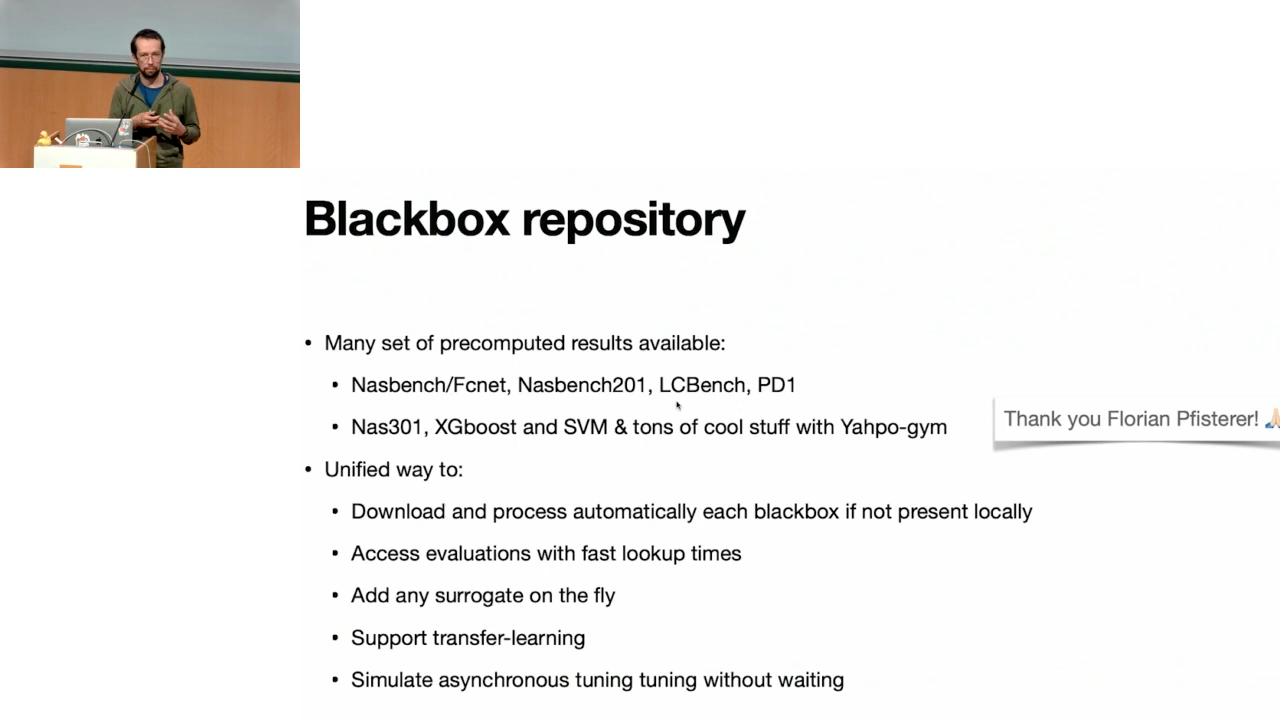 Blackbox repository
• Many set of precomputed results available:
• Nasbench/Fcnet, Nasbench201, LCBench, PD1
• Nas301, XGboost and SVM & tons of cool stuff with Yahpo-gym
Thank you Florian Pfisterer! 🙏🏻
• Unified way to:
• Download and process automatically each blackbox if not present locally
• Access evaluations with fast lookup times
• Add any surrogate on the fly
• Support transfer-learning
• Simulate asynchronous tuning tuning without waiting